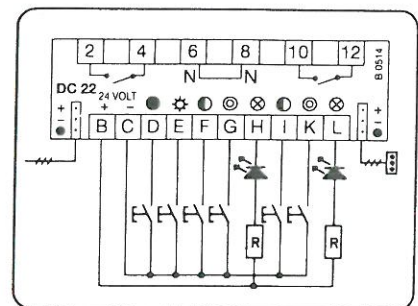 2 4 6 8 10 12
N N
B 0514
DC 22 24 VOLT
+ + - +
- -
B C D E F G H I K L
R R